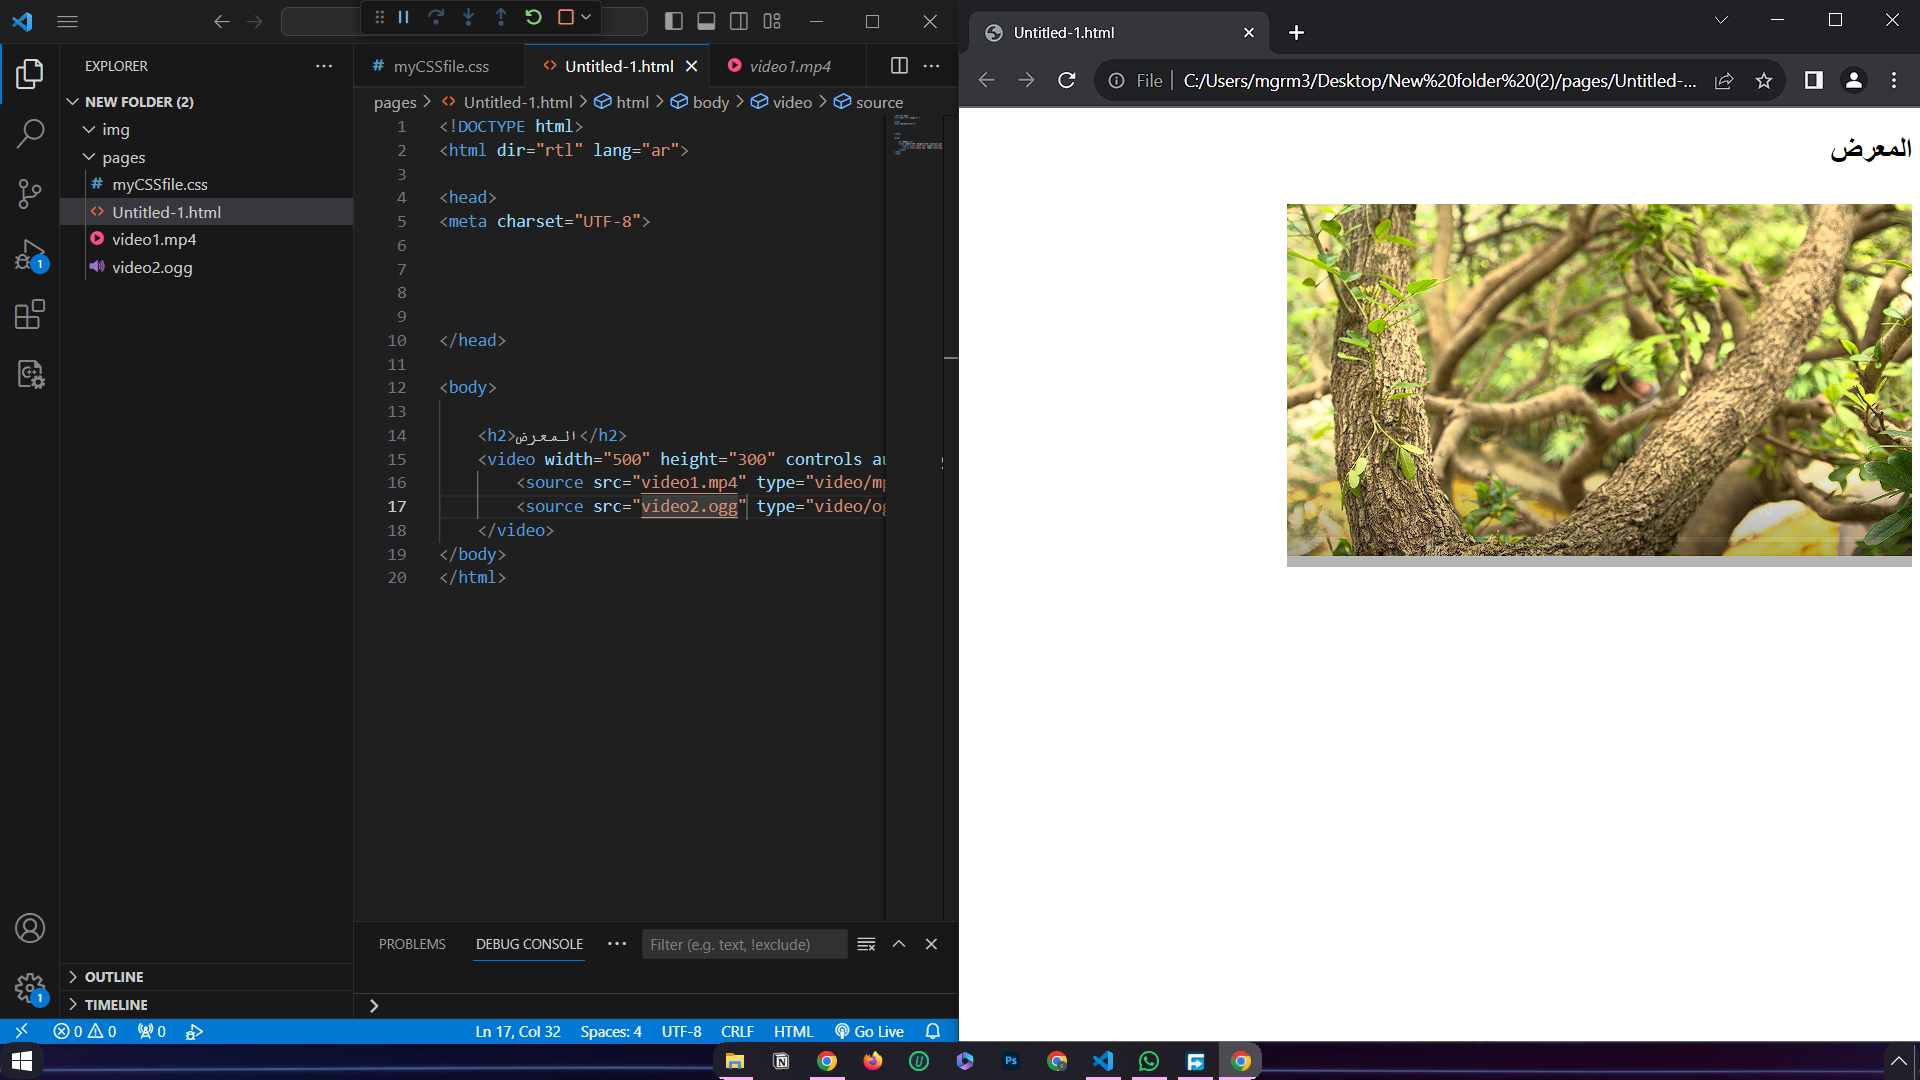 myCSSfile.css
Untitled-1.html
video1.mp4
EXPLORER
NEW FOLDER (2)
img
pages
myCSSfile.css
Untitled-1.html
video1.mp4
video2.ogg
OUTLINE
TIMELINE
pages > Untitled-1.html > html > body > video > source
1 <!DOCTYPE html>
2 <html dir="rtl" lang="ar">
3
4 <head>
5 <meta charset="UTF-8">
6
7
8
9
10 </head>
11
12 <body>
13
14 <h2>المعرض</h2>
15 <video width="500" height="300" controls au
16 <source src="video1.mp4" type="video/mp
17 <source src="video2.ogg" type="video/og
18 </video>
19 </body>
20 </html>
PROBLEMS
DEBUG CONSOLE
Filter (e.g. text, !exclude)
1
1
0 0 0
Ln 17, Col 32
Spaces: 4
UTF-8
CRLF
HTML
Go Live
Untitled-1.html
File
C:/Users/mgrm3/Desktop/New%20folder%20(2)/pages/Untitled-...
المعرض
Ps